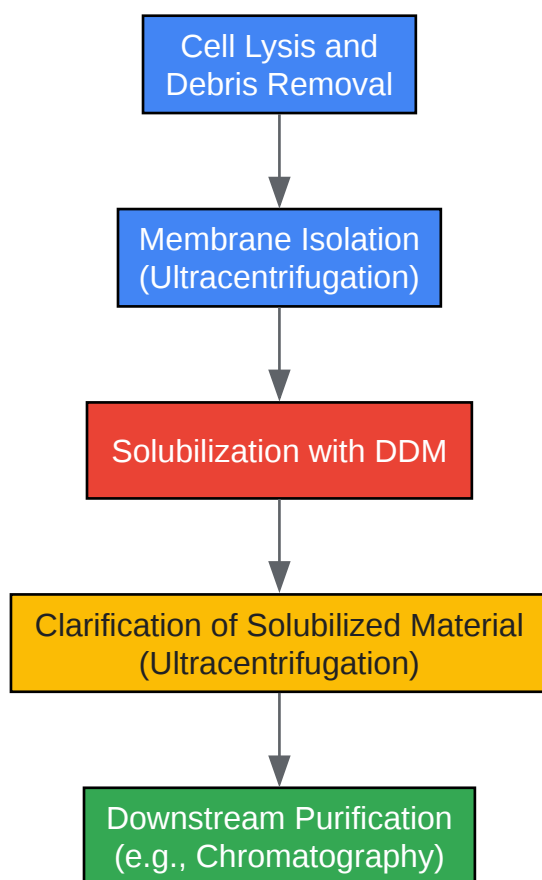 Cell Lysis and
Debris Removal
Membrane Isolation
(Ultracentrifugation)
Solubilization with DDM
Clarification of Solubilized Material
(Ultracentrifugation)
Downstream Purification
(e.g., Chromatography)